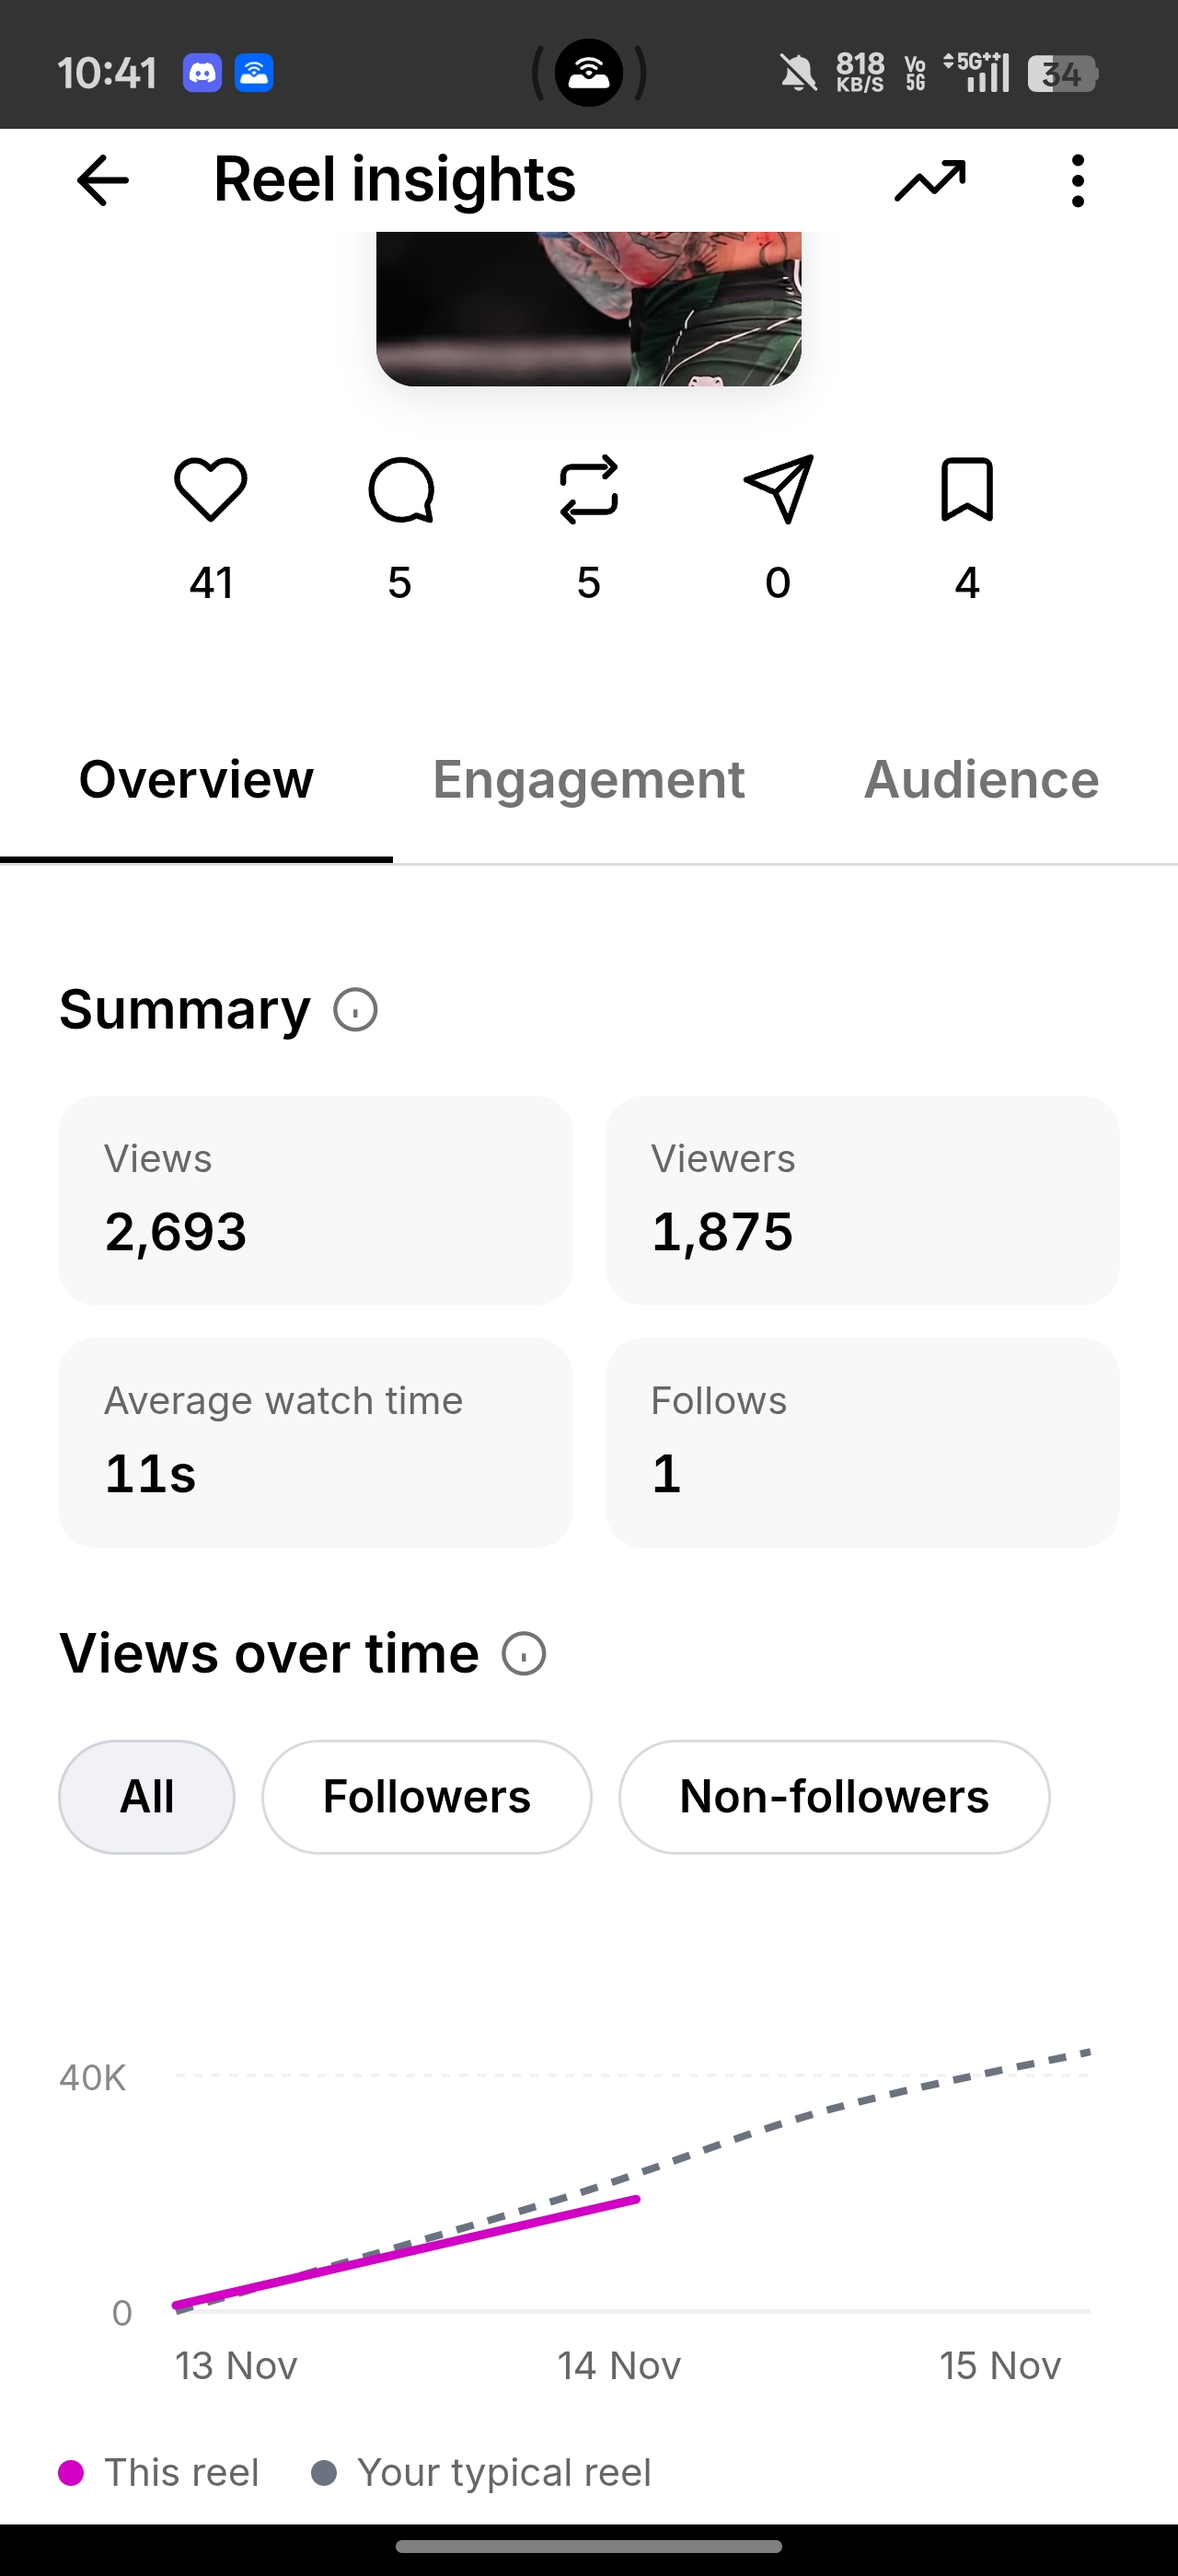 10:41
818
KB/S
Vo
5G
5G++
34
Reel insights
41
5
5
0
4
Overview
Engagement
Audience
Summary
Views
2,693
Viewers
1,875
Average watch time
11s
Follows
1
Views over time
All
Followers
Non-followers
40K
0
13 Nov
14 Nov
15 Nov
This reel
Your typical reel